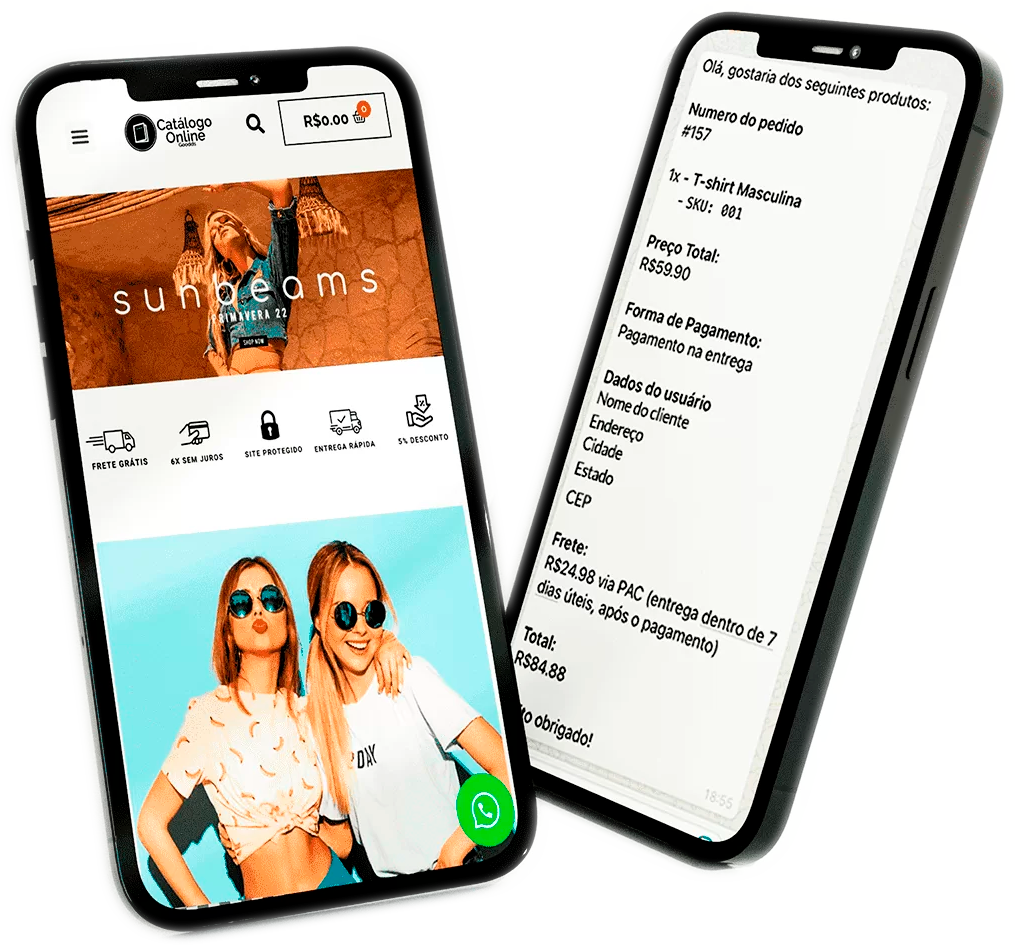 Catálogo
Online
Goodds
R$0.00
0
sunbeams
PRIMAVERA 22
SHOP NOW
FRETE GRÁTIS
6X SEM JUROS
SITE PROTEGIDO
ENTREGA RÁPIDA
5% DESCONTO
DAY
Olá, gostaria dos seguintes produtos:
Numero do pedido
#157
1x - T-shirt Masculina
- SKU: 001
Preço Total:
R$59.90
Forma de Pagamento:
Pagamento na entrega
Dados do usuário
Nome do cliente
Endereço
Cidade
Estado
CEP
Frete:
R$24.98 via PAC (entrega dentro de 7
dias úteis, após o pagamento)
Total:
R$84.88
to obrigado!
18:55